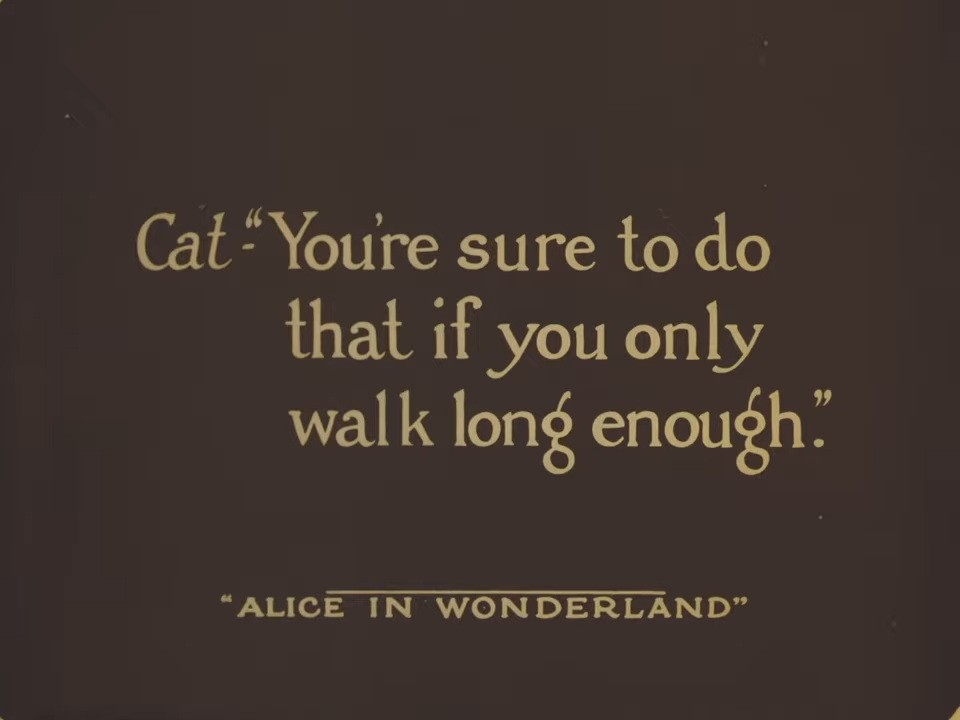 Cat-"You're sure to do
that if you only
walk long enough."
"ALICE IN WONDERLAND"